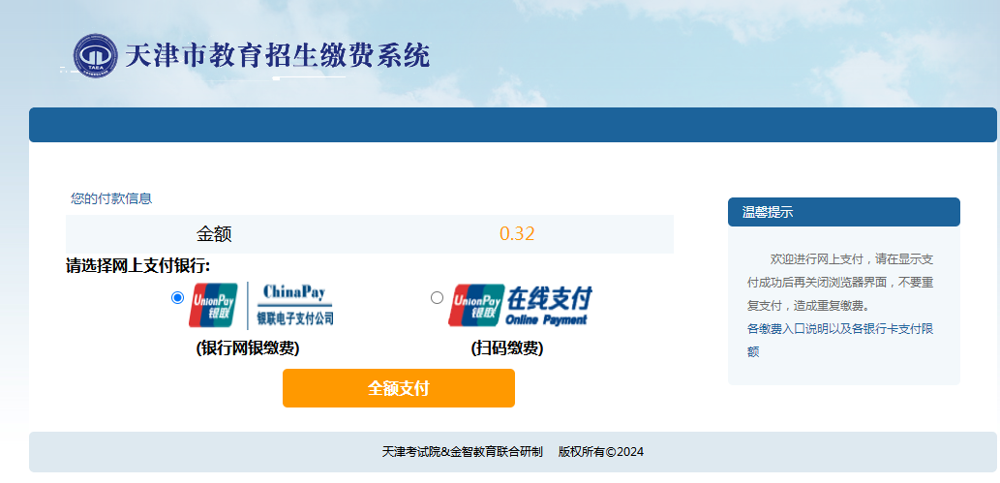 TAEA
天津市教育招生缴费系统
您的付款信息
金额 0.32
请选择网上支付银行:
UnionPay 银联 ChinaPay 银联电子支付公司
UnionPay 银联 在线支付 Online Payment
(银行网银缴费) (扫码缴费)
全额支付
温馨提示
欢迎进行网上支付，请在显示支
付成功后再关闭浏览器界面，不要重
复支付，造成重复缴费。
各缴费入口说明以及各银行卡支付限
额
天津考试院&金智教育联合研制 版权所有©2024